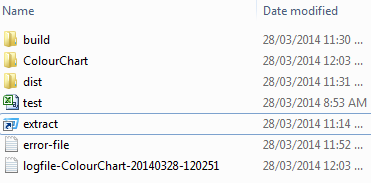 Name Date modified
build 28/03/2014 11:30 ...
ColourChart 28/03/2014 12:03 ...
dist 28/03/2014 11:31 ...
test 28/03/2014 8:53 AM
extract 28/03/2014 11:14 ...
error-file 28/03/2014 11:52 ...
logfile-ColourChart-20140328-120251 28/03/2014 12:03 ...